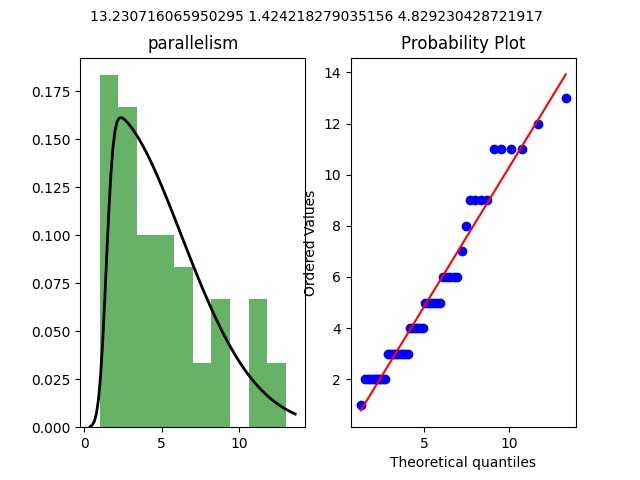 13.230716065950295 1.424218279035156 4.829230428721917
parallelism
Probability Plot
0.175
0.150
0.125
0.100
0.075
0.050
0.025
0.000
0 5 10
Ordered Values
14
12
10
8
6
4
2
5 10
Theoretical quantiles